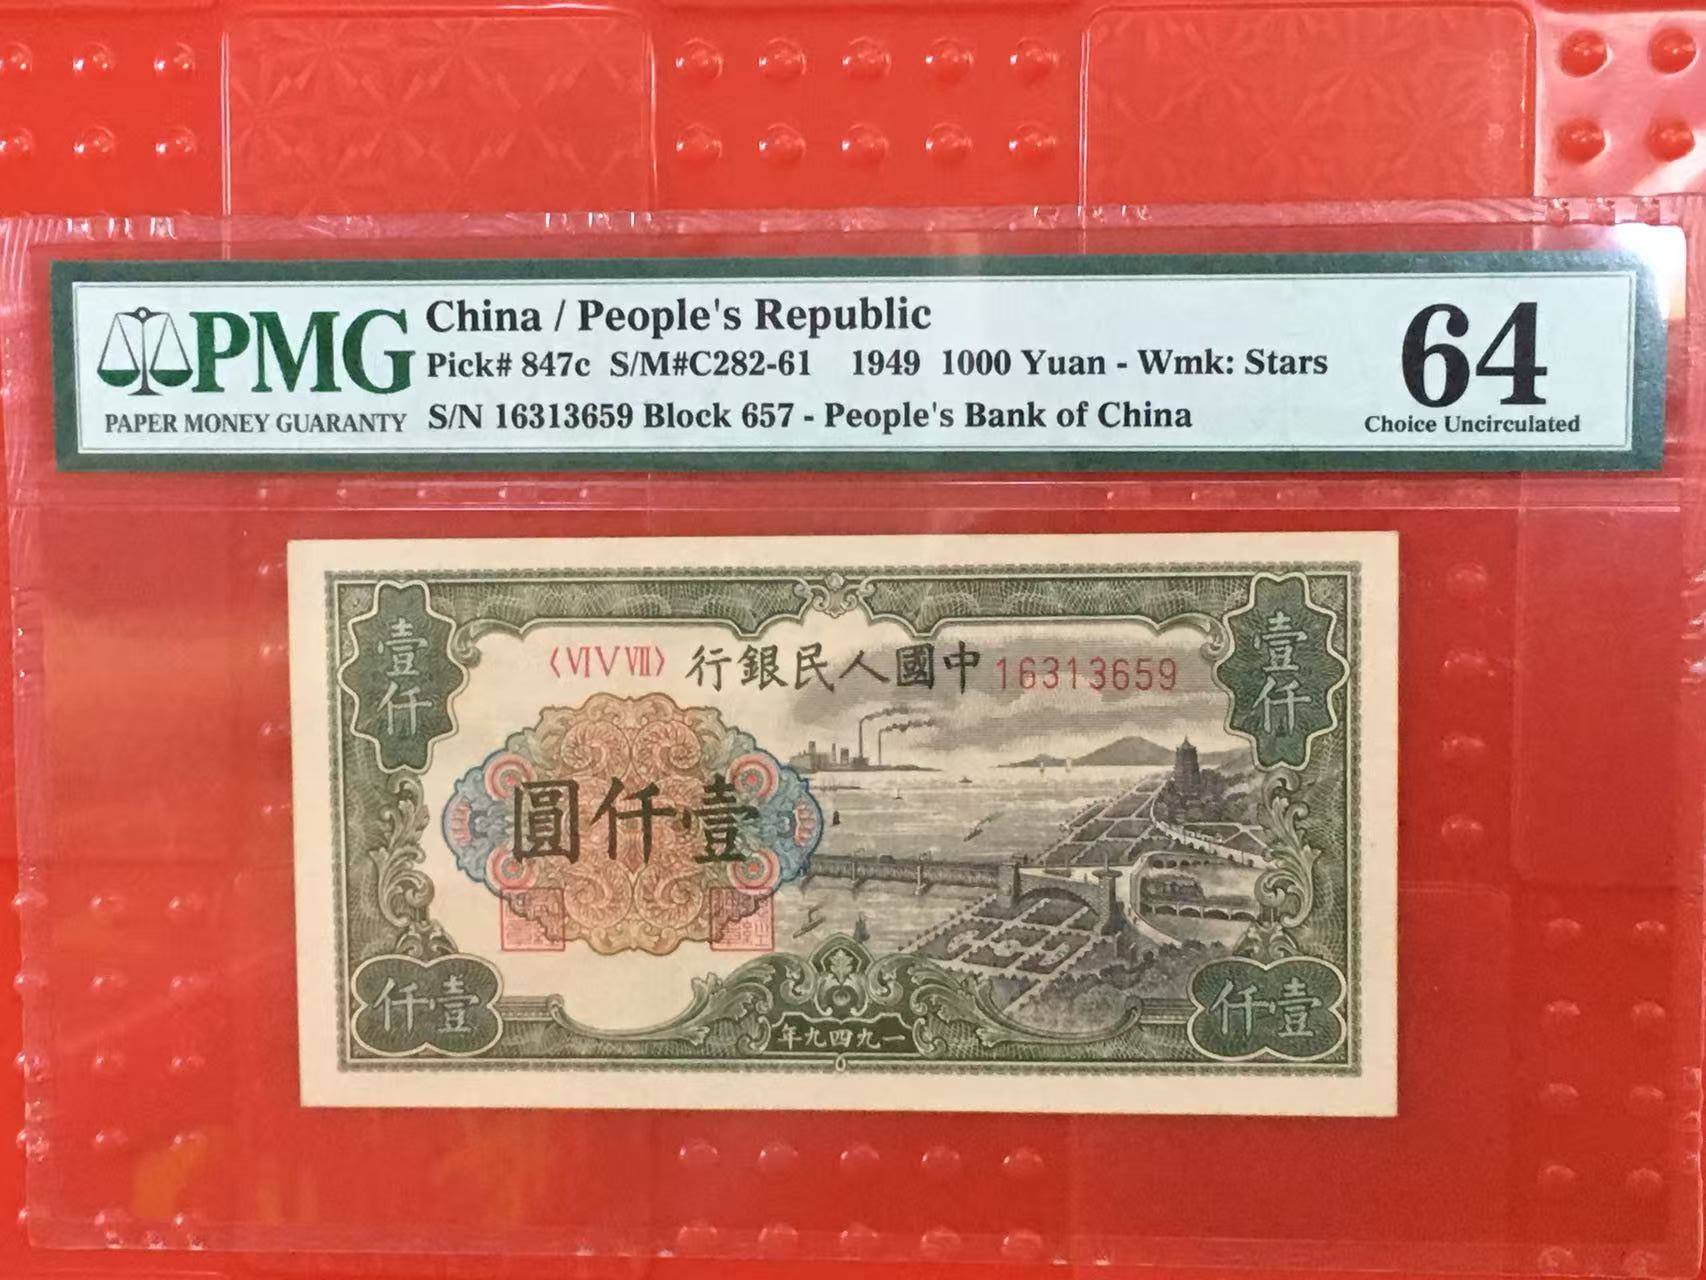 PMG
PAPER MONEY GUARANTY
China / People's Republic
Pick# 847c S/M#C282-61 1949 1000 Yuan - Wmk: Stars
S/N 16313659 Block 657 - People's Bank of China
64
Choice Uncirculated
壹仟
壹仟
〈VI V VII〉
行銀民人國中
16313659
圓仟壹
仟壹
年九四九一
仟壹